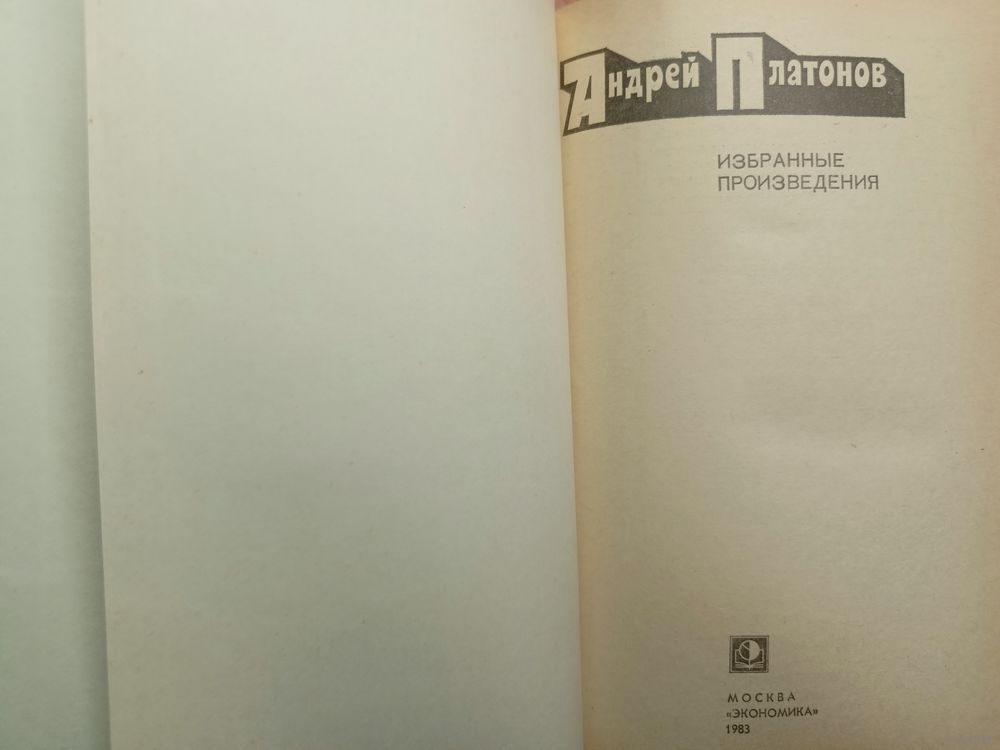 Андрей Платонов
ИЗБРАННЫЕ
ПРОИЗВЕДЕНИЯ
МОСКВА
«ЭКОНОМИКА»
1983